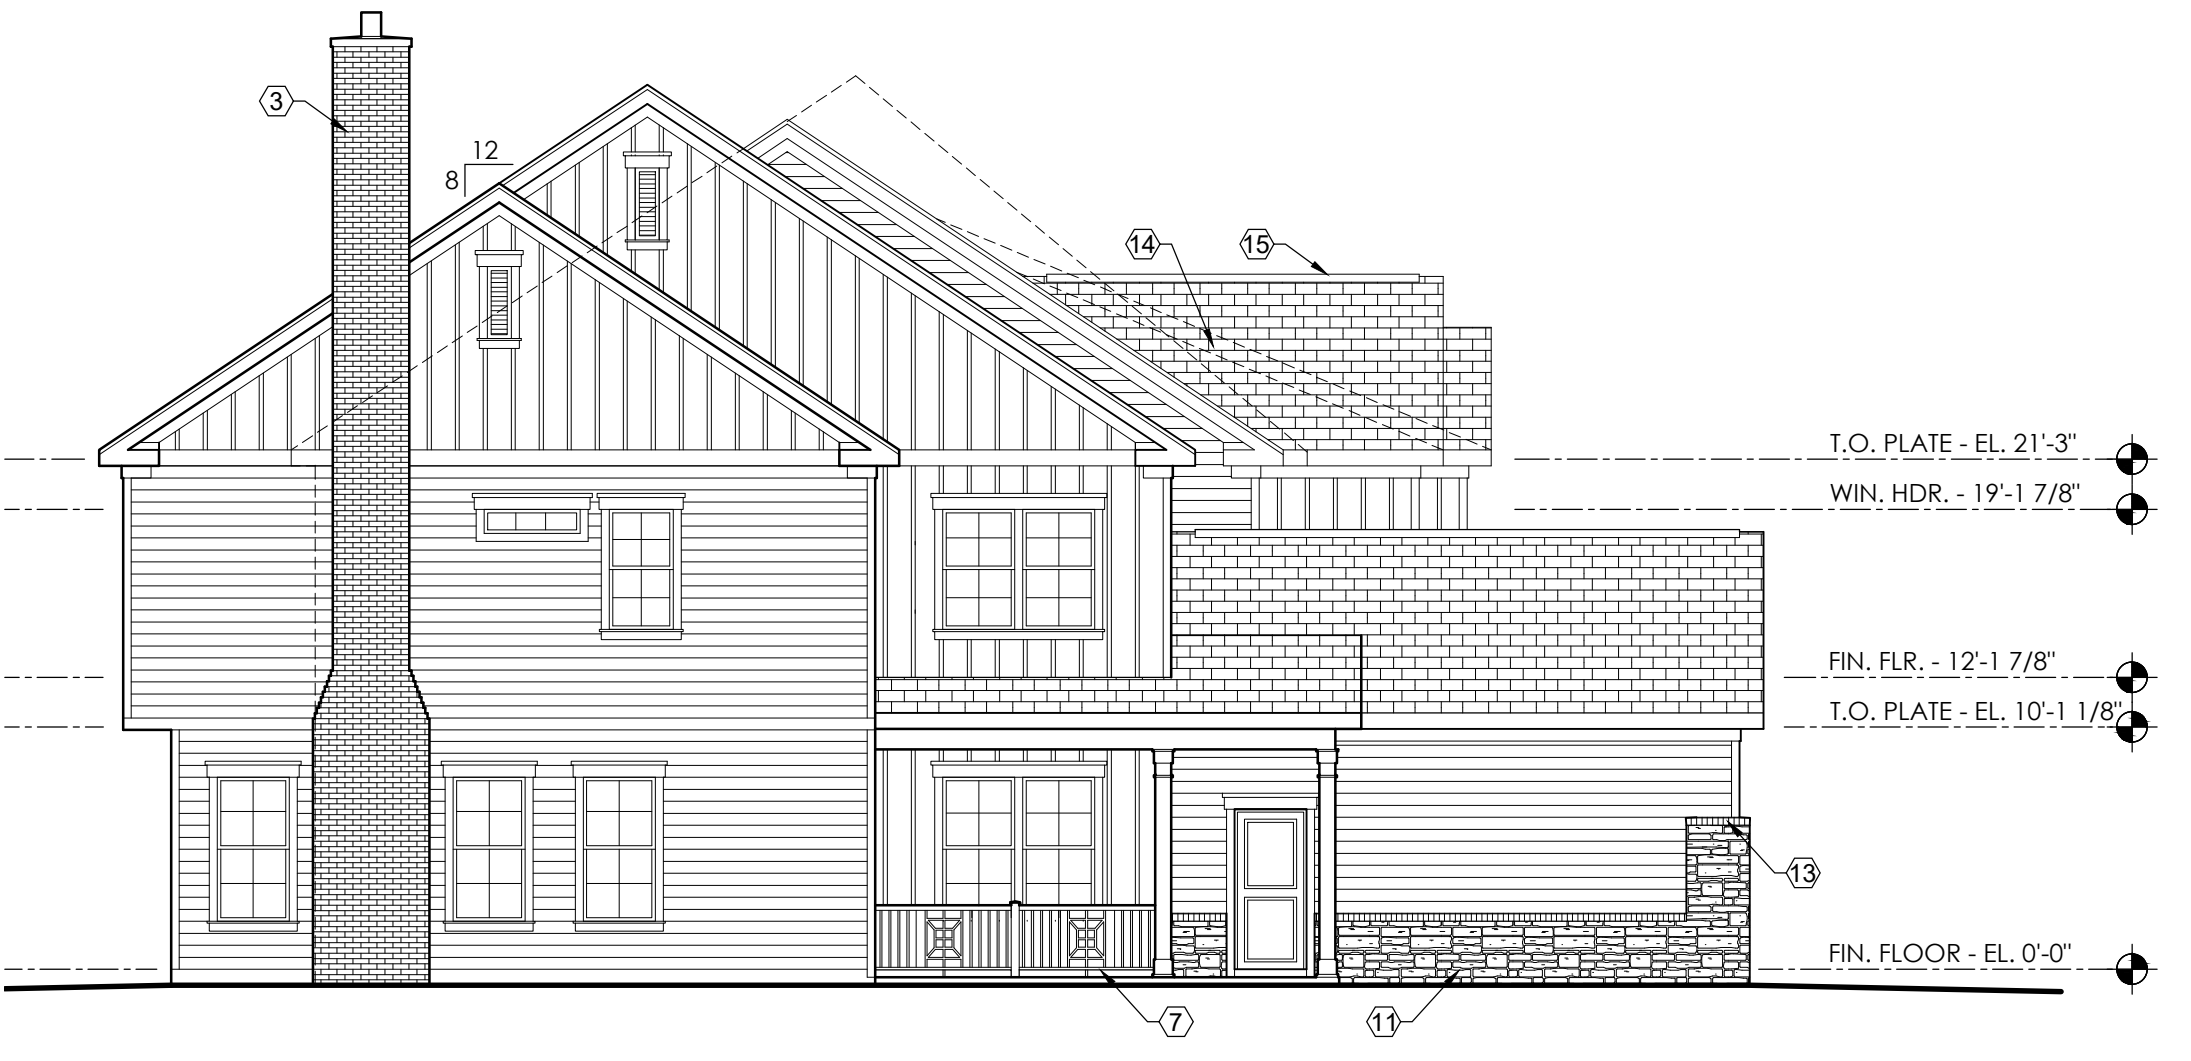 3
12
8
14
15
T.O. PLATE - EL. 21'-3"
WIN. HDR. - 19'-1 7/8"
FIN. FLR. - 12'-1 7/8"
T.O. PLATE - EL. 10'-1 1/8"
13
FIN. FLOOR - EL. 0'-0"
7
11